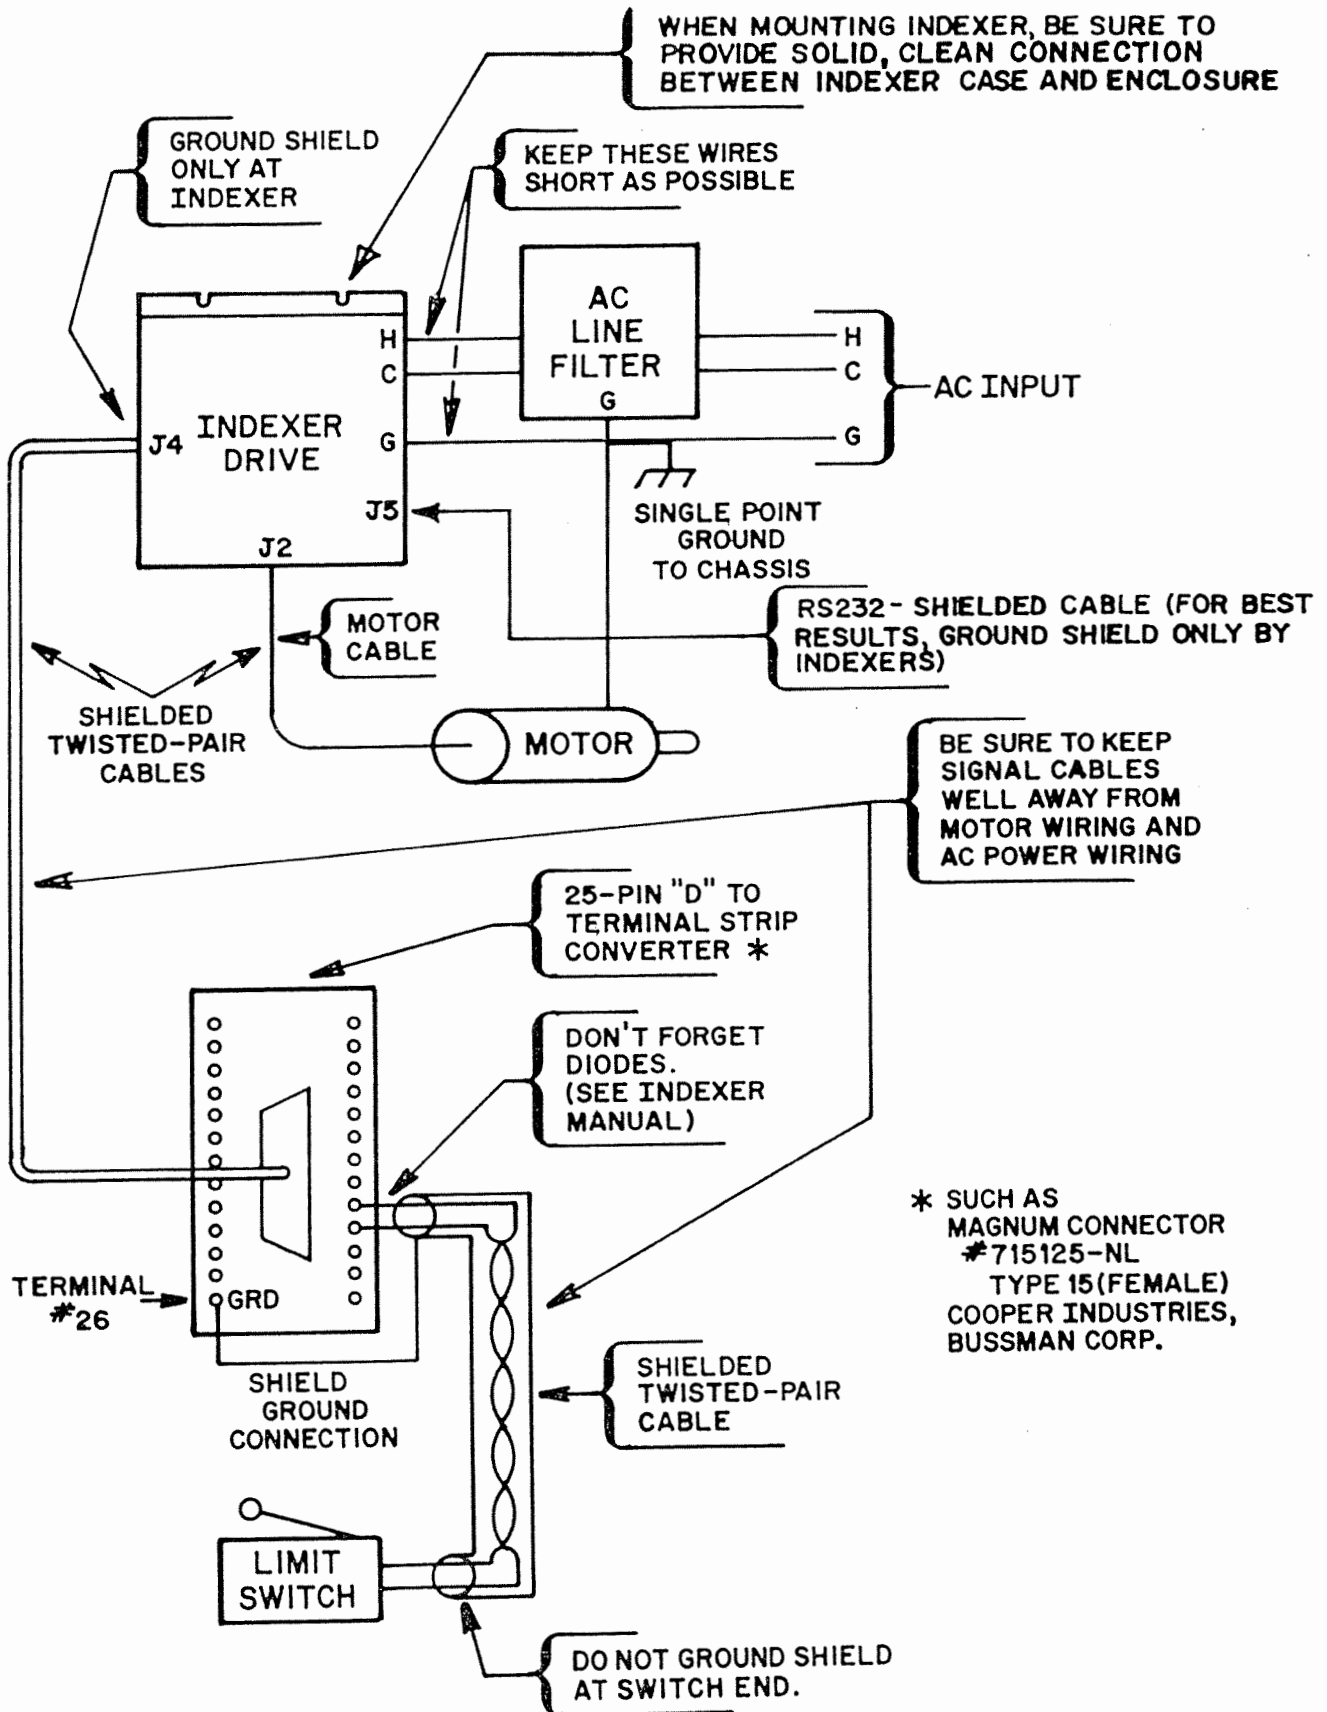 WHEN MOUNTING INDEXER, BE SURE TO
PROVIDE SOLID, CLEAN CONNECTION
BETWEEN INDEXER CASE AND ENCLOSURE
GROUND SHIELD
ONLY AT
INDEXER
KEEP THESE WIRES
SHORT AS POSSIBLE
AC
LINE
FILTER
G
H
C
G
J4
INDEXER
DRIVE
J5
J2
H
C
G
AC INPUT
SINGLE POINT
GROUND
TO CHASSIS
MOTOR
CABLE
RS232- SHIELDED CABLE (FOR BEST
RESULTS, GROUND SHIELD ONLY BY
INDEXERS)
SHIELDED
TWISTED-PAIR
CABLES
MOTOR
BE SURE TO KEEP
SIGNAL CABLES
WELL AWAY FROM
MOTOR WIRING AND
AC POWER WIRING
25-PIN "D" TO
TERMINAL STRIP
CONVERTER *
DON'T FORGET
DIODES.
(SEE INDEXER
MANUAL)
* SUCH AS
MAGNUM CONNECTOR
#715125-NL
TYPE 15(FEMALE)
COOPER INDUSTRIES,
BUSSMAN CORP.
TERMINAL
#26
GRD
SHIELD
GROUND
CONNECTION
SHIELDED
TWISTED-PAIR
CABLE
LIMIT
SWITCH
DO NOT GROUND SHIELD
AT SWITCH END.